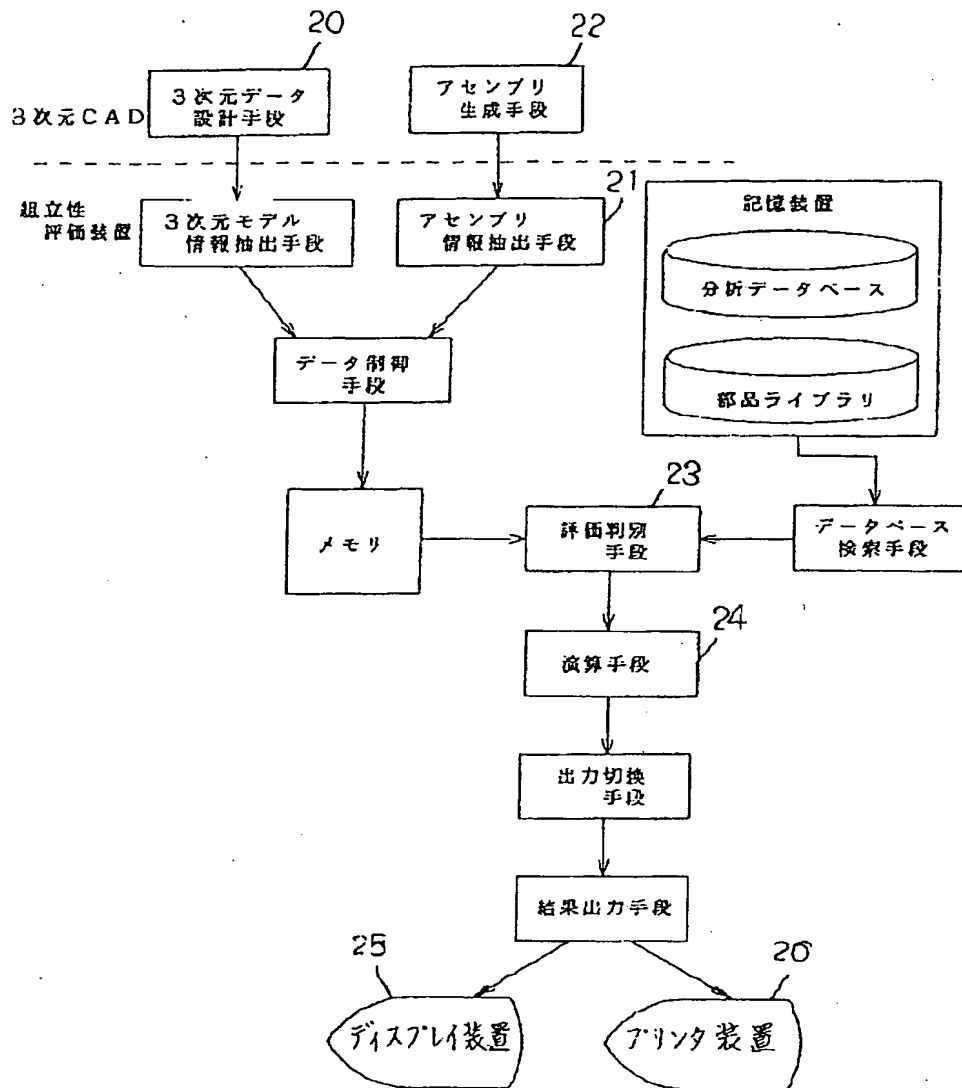 20
22
3次元CAD
3次元データ
設計手段
アセンブリ
生成手段
21
組立性
評価装置
3次元モデル
情報抽出手段
アセンブリ
情報抽出手段
記憶装置
分析データベース
部品ライブラリ
データ制御
手段
23
メモリ
評価判別
手段
データベース
検索手段
24
演算手段
出力切換
手段
結果出力手段
25
26
ディスプレイ装置
プリンタ装置